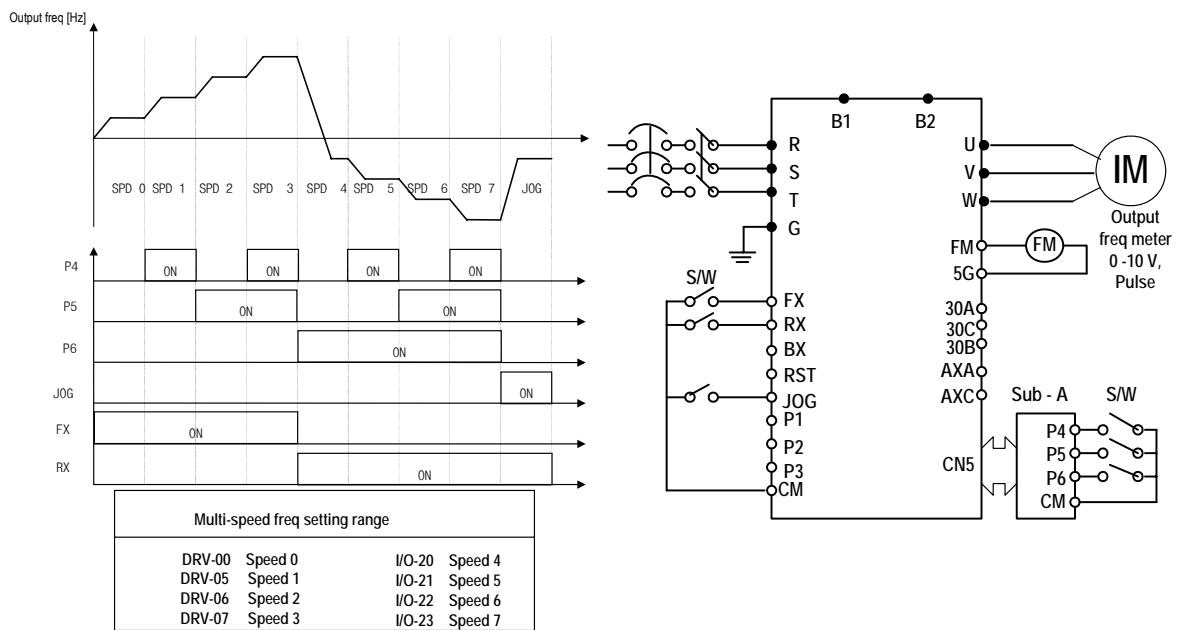 Output freq [Hz]
SPD 0 SPD 1 SPD 2 SPD 3 SPD 4 SPD 5 SPD 6 SPD 7 JOG
P4 ON ON ON ON
P5 ON ON
P6 ON
JOG ON
FX ON
RX ON
Multi-speed freq setting range
DRV-00 Speed 0 I/O-20 Speed 4
DRV-05 Speed 1 I/O-21 Speed 5
DRV-06 Speed 2 I/O-22 Speed 6
DRV-07 Speed 3 I/O-23 Speed 7
B1 B2
R
S
T
G
S/W
FX
RX
BX
RST
JOG
P1
P2
P3
CM
U
V
W
IM
FM
FM
5G
Output
freq meter
0 -10 V,
Pulse
30A
30C
30B
AXA
AXC
CN5
Sub - A S/W
P4
P5
P6
CM